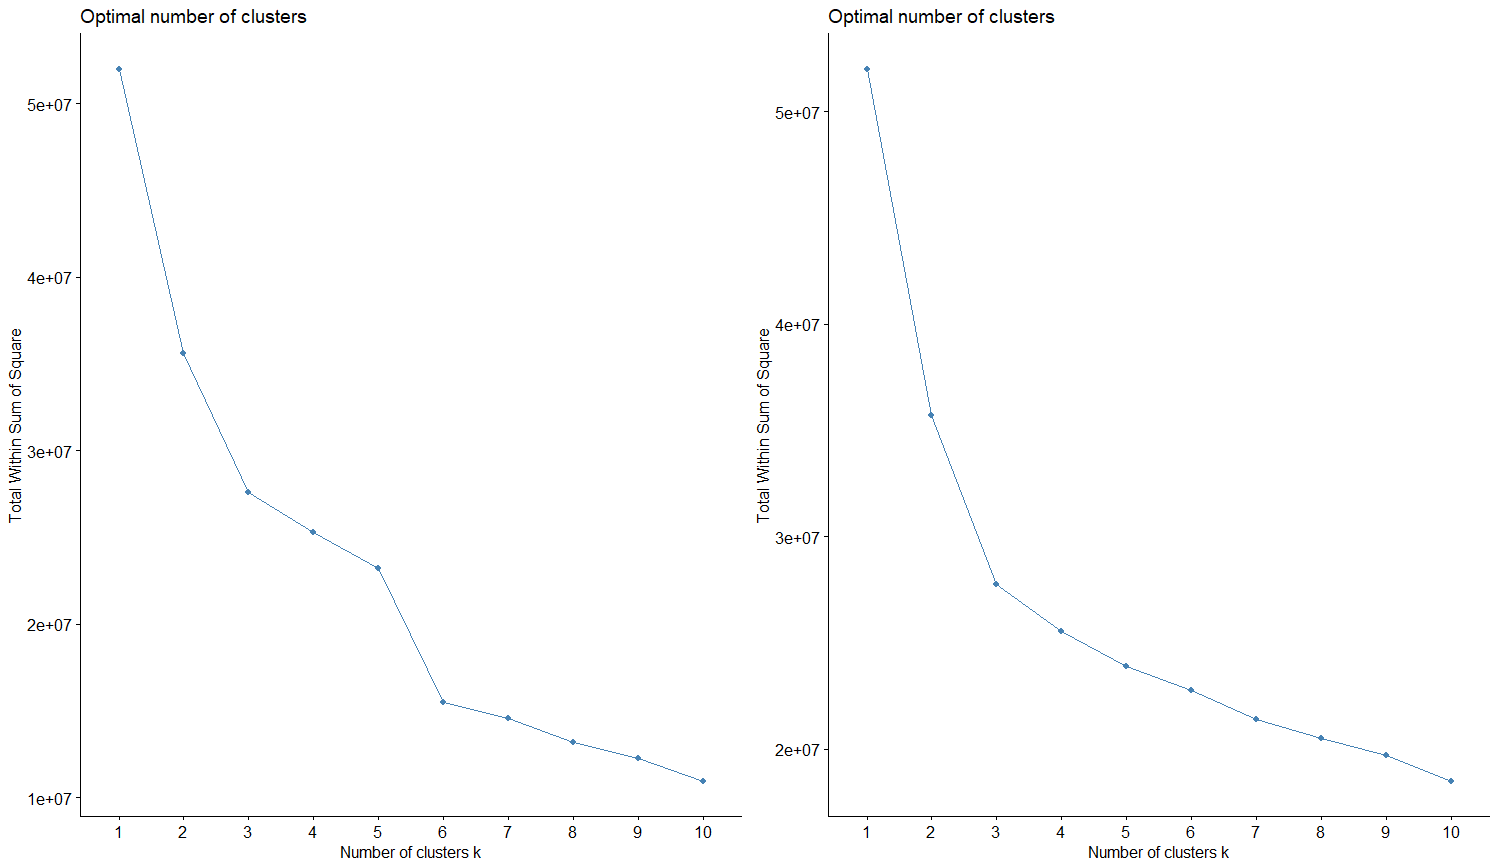 Optimal number of clusters
Total Within Sum of Square
5e+07
4e+07
3e+07
2e+07
1e+07
1 2 3 4 5 6 7 8 9 10
Number of clusters k
Optimal number of clusters
Total Within Sum of Square
5e+07
4e+07
3e+07
2e+07
1 2 3 4 5 6 7 8 9 10
Number of clusters k